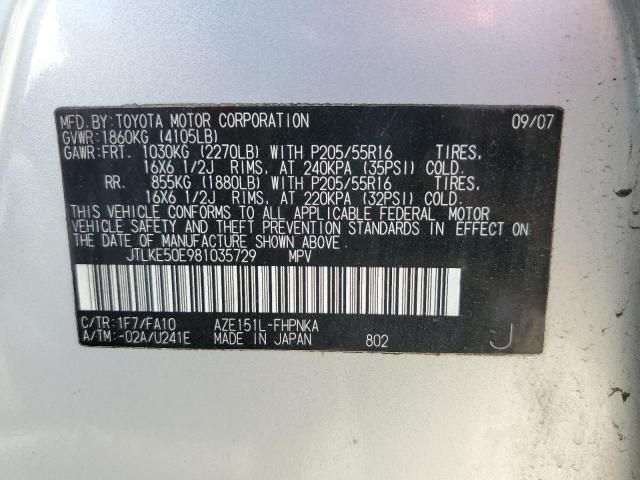 MFD.BY:TOYOTA MOTOR CORPORATION 09/07
GVWR:1860KG (4105LB)
GAWR:FRT. 1030KG (2270LB) WITH P205/55R16 TIRES,
16X6 1/2J RIMS, AT 240KPA (35PSI) COLD.
RR. 855KG (1880LB) WITH P205/55R16 TIRES,
16X6 1/2J RIMS, AT 220KPA (32PSI) COLD.
THIS VEHICLE CONFORMS TO ALL APPLICABLE FEDERAL MOTOR
VEHICLE SAFETY AND THEFT PREVENTION STANDARDS IN EFFECT ON
THE DATE OF MANUFACTURE SHOWN ABOVE.
JTLKE50E981035729 MPV
C/TR:1F7/FA10 AZE151L-FHPNKA
A/TM:-02A/U241E MADE IN JAPAN 802 J